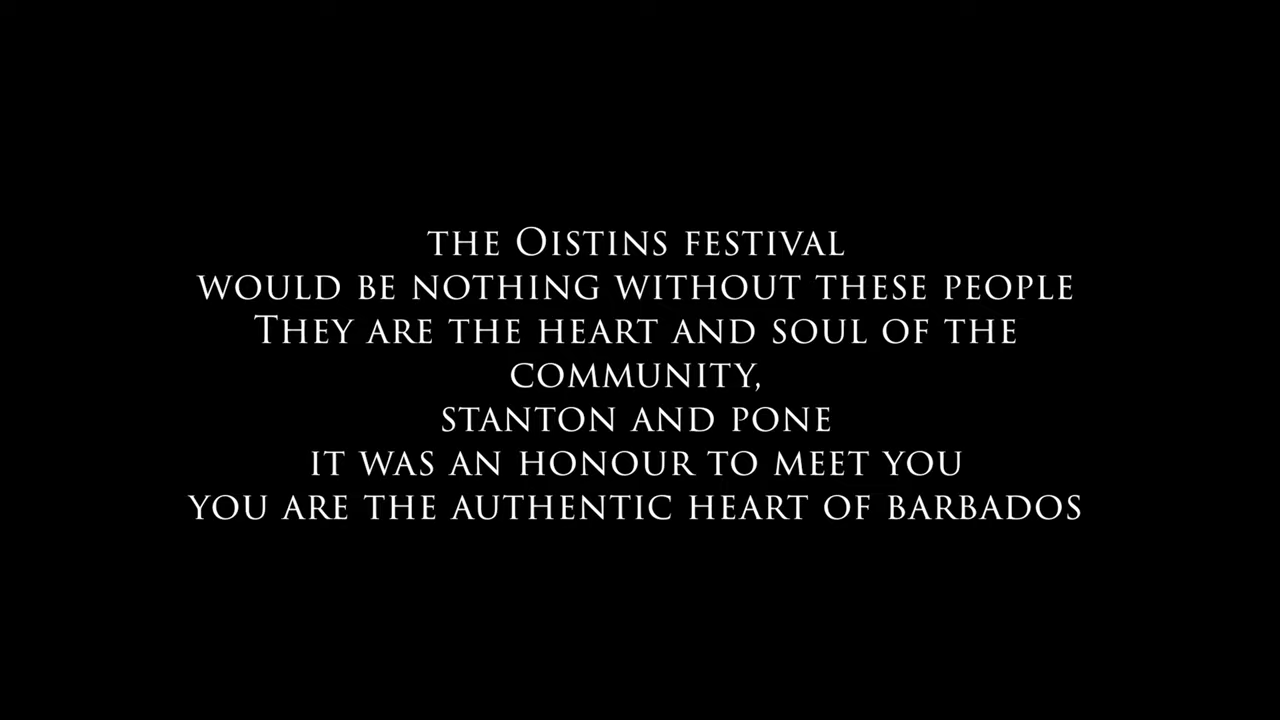 THE OISTINS FESTIVAL
WOULD BE NOTHING WITHOUT THESE PEOPLE
THEY ARE THE HEART AND SOUL OF THE
COMMUNITY,
STANTON AND PONE
IT WAS AN HONOUR TO MEET YOU
YOU ARE THE AUTHENTIC HEART OF BARBADOS